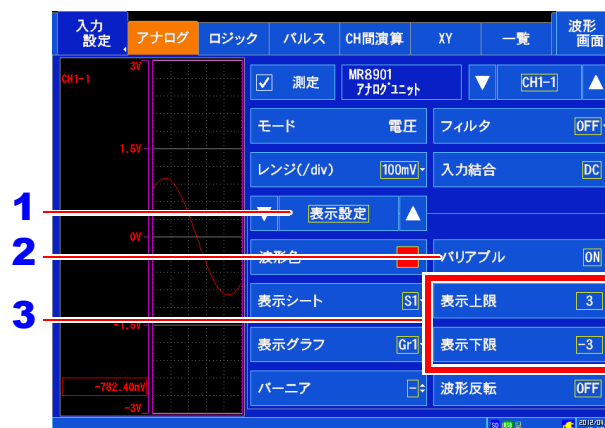 入力
設定
アナログ
ロジック
パルス
CH間演算
XY
一覧
波形
画面
CH1-1
3V
1.5V
0V
-1.5V
-782.40mV
-3V
測定
MR8901
アナログユニット
CH1-1
モード 電圧
フィルタ OFF
レンジ(/div) 100mV
入力結合 DC
1
表示設定
2
波形色
バリアブル ON
3
表示シート S1
表示上限 3
表示グラフ Gr1
表示下限 -3
バーニア -
波形反転 OFF